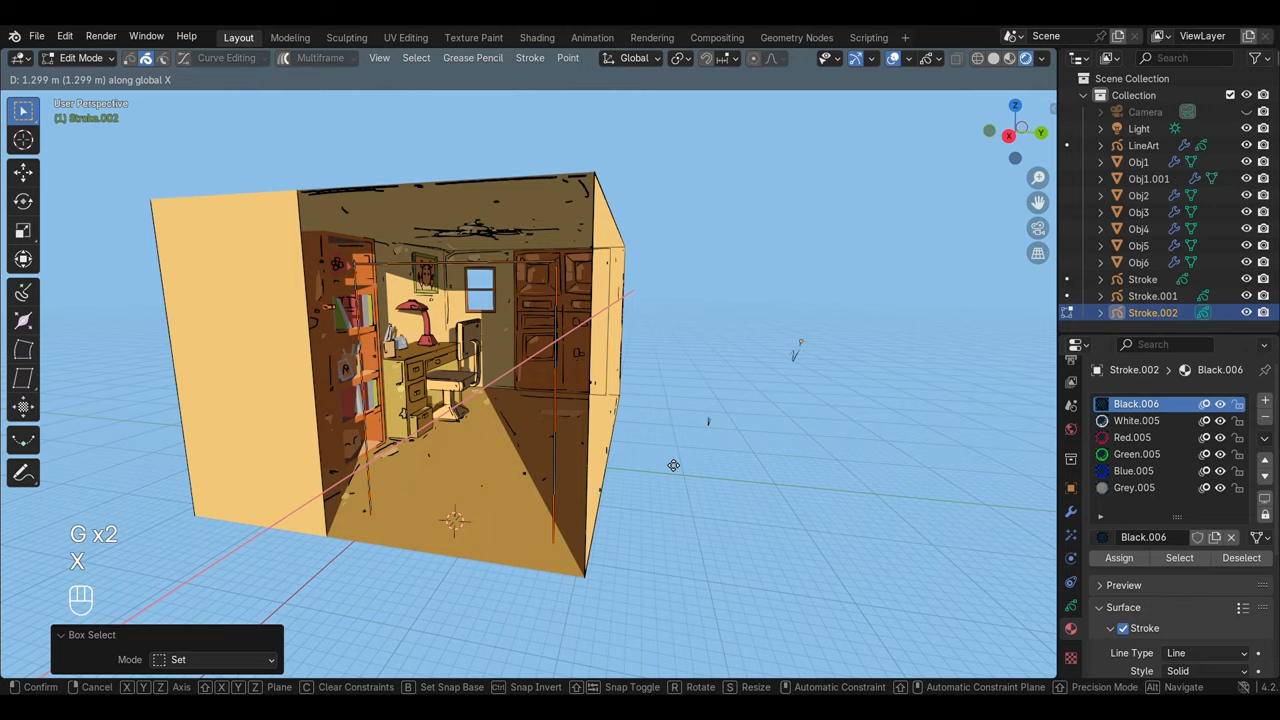 File Edit Render Window Help Layout Modeling Sculpting UV Editing Texture Paint Shading Animation Rendering Compositing Geometry Nodes Scripting + Scene ViewLayer
Edit Mode Curve Editing Multiframe View Select Grease Pencil Stroke Point Global Search
D: 1.299 m (1.299 m) along global X
Scene Collection
Collection
User Perspective
(1) Stroke.002
Z
Y
X
Camera
Light
LineArt
Obj1
Obj1.001
Obj2
Obj3
Obj4
Obj5
Obj6
Stroke
Stroke.001
Stroke.002
Search
Stroke.002 > Black.006
Black.006
White.005
Red.005
Green.005
Blue.005
Grey.005
G x2
X
Black.006
Assign Select Deselect
Preview
Surface
Stroke
Box Select
Line Type Line
Mode Set
Style Solid
Confirm Cancel X Y Z Axis X Y Z Plane C Clear Constraints B Set Snap Base Ctrl Snap Invert Snap Toggle R Rotate S Resize Automatic Constraint Automatic Constraint Plane Precision Mode Alt Navigate 4.2.